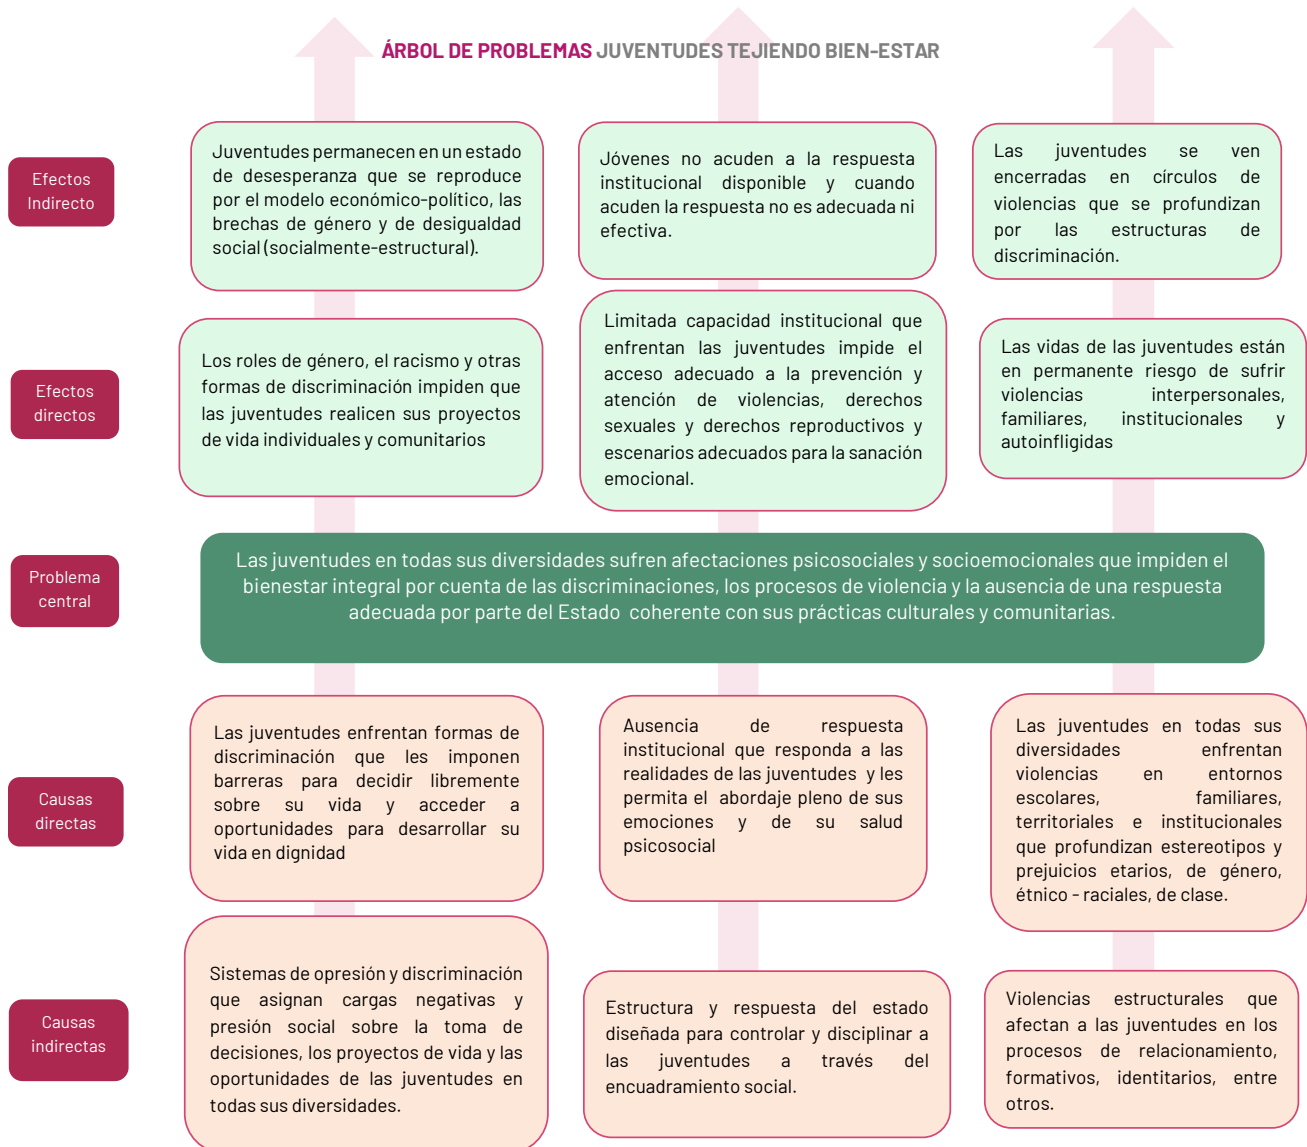 ÁRBOL DE PROBLEMAS JUVENTUDES TEJIENDO BIEN-ESTAR
Efectos
Indirecto
Juventudes permanecen en un estado
de desesperanza que se reproduce
por el modelo económico-político, las
brechas de género y de desigualdad
social (socialmente-estructural).
Jóvenes no acuden a la respuesta
institucional disponible y cuando
acuden la respuesta no es adecuada ni
efectiva.
Las juventudes se ven
encerradas en círculos de
violencias que se profundizan
por las estructuras de
discriminación.
Efectos
directos
Los roles de género, el racismo y otras
formas de discriminación impiden que
las juventudes realicen sus proyectos
de vida individuales y comunitarios
Limitada capacidad institucional que
enfrentan las juventudes impide el
acceso adecuado a la prevención y
atención de violencias, derechos
sexuales y derechos reproductivos y
escenarios adecuados para la sanación
emocional.
Las vidas de las juventudes están
en permanente riesgo de sufrir
violencias interpersonales,
familiares, institucionales y
autoinfligidas
Problema
central
Las juventudes en todas sus diversidades sufren afectaciones psicosociales y socioemocionales que impiden el
bienestar integral por cuenta de las discriminaciones, los procesos de violencia y la ausencia de una respuesta
adecuada por parte del Estado coherente con sus prácticas culturales y comunitarias.
Causas
directas
Las juventudes enfrentan formas de
discriminación que les imponen
barreras para decidir libremente
sobre su vida y acceder a
oportunidades para desarrollar su
vida en dignidad
Ausencia de respuesta
institucional que responda a las
realidades de las juventudes y les
permita el abordaje pleno de sus
emociones y de su salud
psicosocial
Las juventudes en todas sus
diversidades enfrentan
violencias en entornos
escolares, familiares,
territoriales e institucionales
que profundizan estereotipos y
prejuicios etarios, de género,
étnico - raciales, de clase.
Causas
indirectas
Sistemas de opresión y discriminación
que asignan cargas negativas y
presión social sobre la toma de
decisiones, los proyectos de vida y las
oportunidades de las juventudes en
todas sus diversidades.
Estructura y respuesta del estado
diseñada para controlar y disciplinar a
las juventudes a través del
encuadramiento social.
Violencias estructurales que
afectan a las juventudes en los
procesos de relacionamiento,
formativos, identitarios, entre
otros.